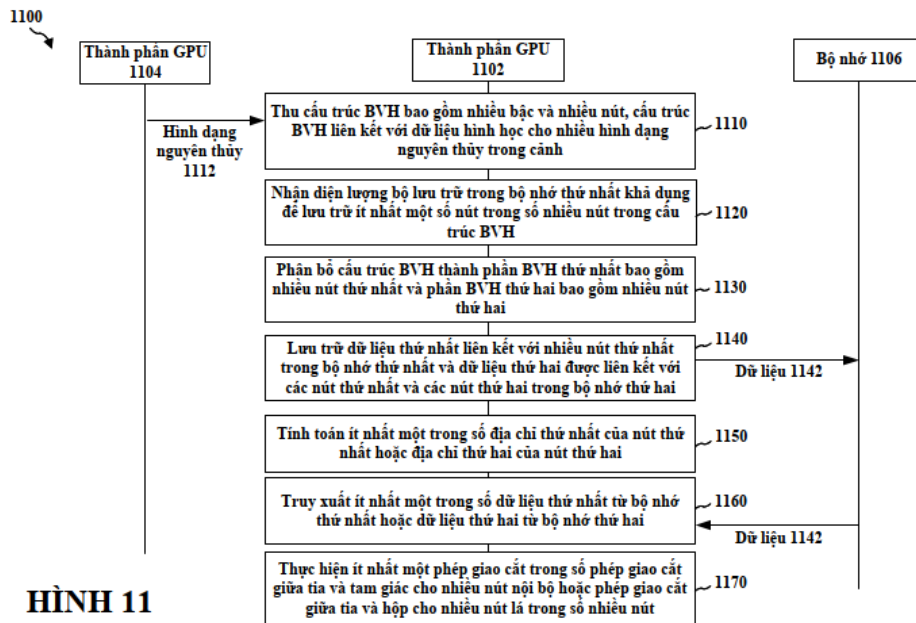 1100
Thành phần GPU
1104
Thành phần GPU
1102
Bộ nhớ 1106
Hình dạng
nguyên thủy
1112
Thu cấu trúc BVH bao gồm nhiều bậc và nhiều nút, cấu trúc
BVH liên kết với dữ liệu hình học cho nhiều hình dạng
nguyên thủy trong cảnh
1110
Nhận diện lượng bộ lưu trữ trong bộ nhớ thứ nhất khả dụng
để lưu trữ ít nhất một số nút trong số nhiều nút trong cấu
trúc BVH
1120
Phân bổ cấu trúc BVH thành phần BVH thứ nhất bao gồm
nhiều nút thứ nhất và phần BVH thứ hai bao gồm nhiều nút
thứ hai
1130
Lưu trữ dữ liệu thứ nhất liên kết với nhiều nút thứ nhất
trong bộ nhớ thứ nhất và dữ liệu thứ hai được liên kết với
các nút thứ nhất và các nút thứ hai trong bộ nhớ thứ hai
1140
Dữ liệu 1142
Tính toán ít nhất một trong số địa chỉ thứ nhất của nút thứ
nhất hoặc địa chỉ thứ hai của nút thứ hai
1150
Truy xuất ít nhất một trong số dữ liệu thứ nhất từ bộ nhớ
thứ nhất hoặc dữ liệu thứ hai từ bộ nhớ thứ hai
1160
Dữ liệu 1142
Thực hiện ít nhất một phép giao cắt trong số phép giao cắt
giữa tia và tam giác cho nhiều nút nội bộ hoặc phép giao cắt
giữa tia và hộp cho nhiều nút lá trong số nhiều nút
1170
HÌNH 11